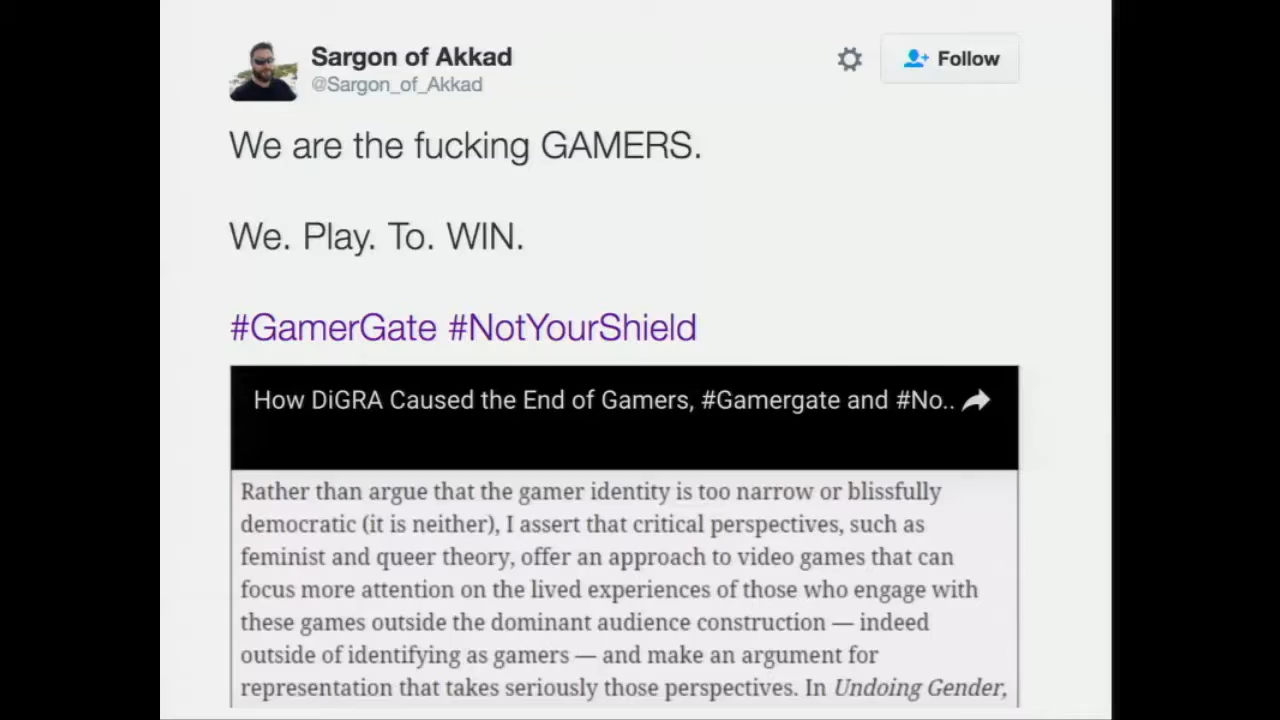 Sargon of Akkad
@Sargon_of_Akkad
Follow
We are the fucking GAMERS.
We. Play. To. WIN.
#GamerGate #NotYourShield
How DiGRA Caused the End of Gamers, #Gamergate and #No..
Rather than argue that the gamer identity is too narrow or blissfully
democratic (it is neither), I assert that critical perspectives, such as
feminist and queer theory, offer an approach to video games that can
focus more attention on the lived experiences of those who engage with
these games outside the dominant audience construction — indeed
outside of identifying as gamers — and make an argument for
representation that takes seriously those perspectives. In Undoing Gender,